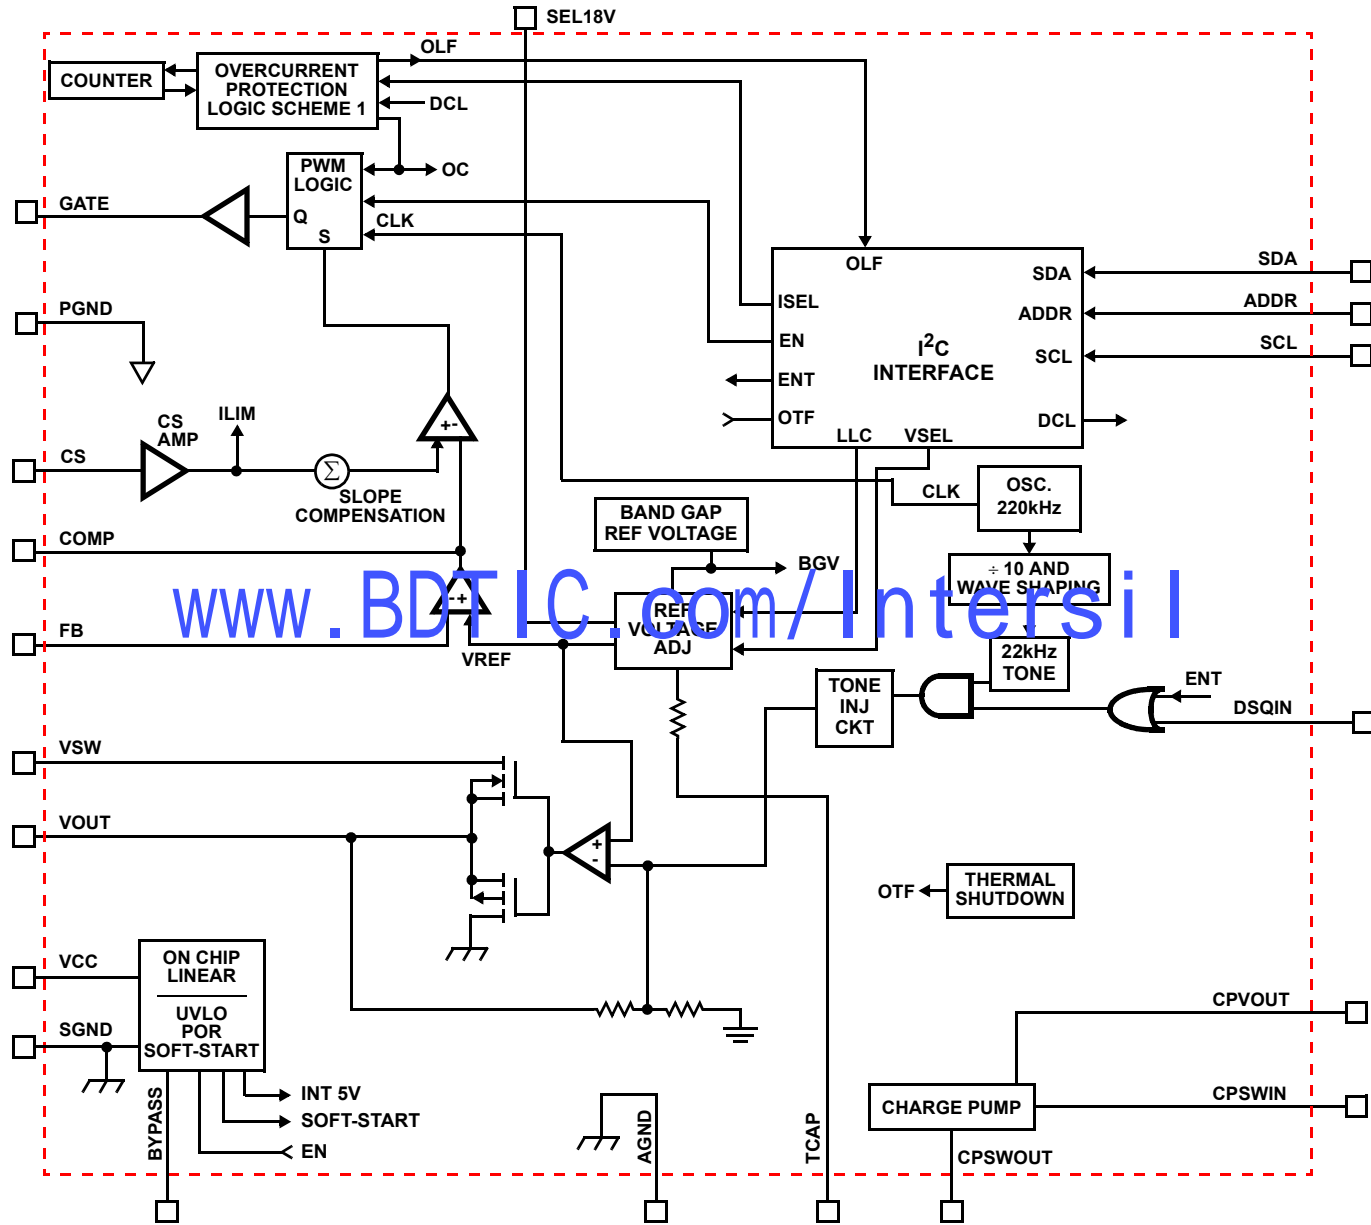 SEL18V
OLF
COUNTER
OVERCURRENT
PROTECTION
LOGIC SCHEME 1
DCL
PWM
LOGIC
OC
GATE
Q
CLK
S
OLF
SDA
SDA
ISEL
ADDR
ADDR
PGND
EN
I2C
INTERFACE
SCL
SCL
ENT
OTF
DCL
LLC
VSEL
CS
AMP
ILIM
+-
CS
Σ
SLOPE
COMPENSATION
CLK
OSC.
220kHz
BAND GAP
REF VOLTAGE
COMP
BGV
÷ 10 AND
WAVE SHAPING
www.BDTIC.com/Intersil
-+
REF
VOLTAGE
ADJ
FB
VREF
22kHz
TONE
TONE
INJ
CKT
ENT
DSQIN
VSW
VOUT
+
-
OTF
THERMAL
SHUTDOWN
VCC
ON CHIP
LINEAR
UVLO
POR
SOFT-START
SGND
CPVOUT
INT 5V
SOFT-START
EN
BYPASS
AGND
TCAP
CHARGE PUMP
CPSWIN
CPSWOUT